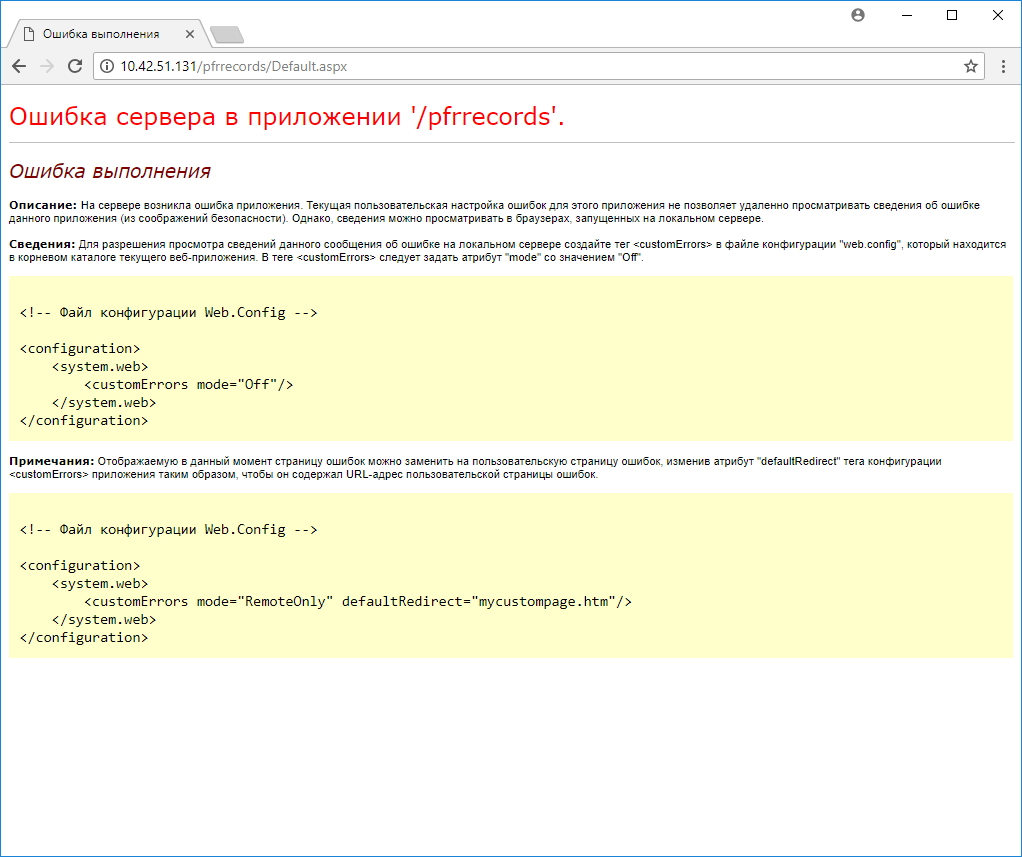 Ошибка выполнения
10.42.51.131/pfrrecords/Default.aspx
Ошибка сервера в приложении '/pfrrecords'.
Ошибка выполнения
Описание: На сервере возникла ошибка приложения. Текущая пользовательская настройка ошибок для этого приложения не позволяет удаленно просматривать сведения об ошибке
данного приложения (из соображений безопасности). Однако, сведения можно просматривать в браузерах, запущенных на локальном сервере.
Сведения: Для разрешения просмотра сведений данного сообщения об ошибке на локальном сервере создайте тег <customErrors> в файле конфигурации "web.config", который находится
в корневом каталоге текущего веб-приложения. В теге <customErrors> следует задать атрибут "mode" со значением "Off".
<!-- Файл конфигурации Web.Config -->
<configuration>
<system.web>
<customErrors mode="Off"/>
</system.web>
</configuration>
Примечания: Отображаемую в данный момент страницу ошибок можно заменить на пользовательскую страницу ошибок, изменив атрибут "defaultRedirect" тега конфигурации
<customErrors> приложения таким образом, чтобы он содержал URL-адрес пользовательской страницы ошибок.
<!-- Файл конфигурации Web.Config -->
<configuration>
<system.web>
<customErrors mode="RemoteOnly" defaultRedirect="mycustompage.htm"/>
</system.web>
</configuration>